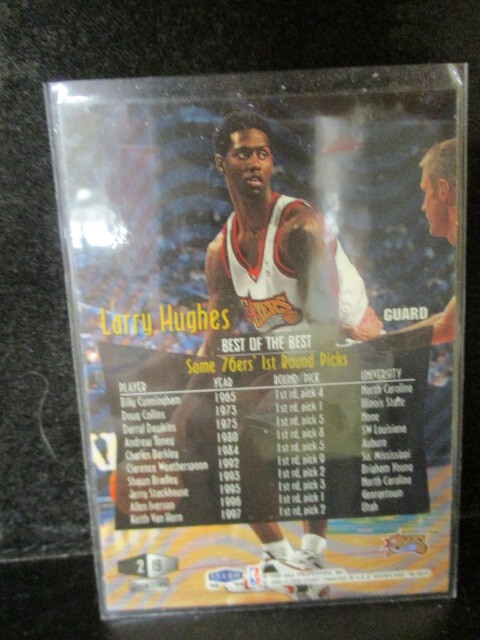 Larry Hughes
GUARD
BEST OF THE BEST
Some 76ers' 1st Round Picks
PLAYER YEAR ROUND/PICK UNIVERSITY
Billy Cunningham 1965 1st rd, pick 4 North Carolina
Doug Collins 1973 1st rd, pick 1 Illinois State
Darryl Dawkins 1975 1st rd, pick 5 None
Andrew Toney 1980 1st rd, pick 8 SW Louisiana
Charles Barkley 1984 1st rd, pick 5 Auburn
Clarence Weatherspoon 1992 1st rd, pick 9 So. Mississippi
Shawn Bradley 1993 1st rd, pick 2 Brigham Young
Jerry Stackhouse 1995 1st rd, pick 3 North Carolina
Allen Iverson 1996 1st rd, pick 1 Georgetown
Keith Van Horn 1997 1st rd, pick 2 Utah
2 19
FLEER
NBA
SIXERS